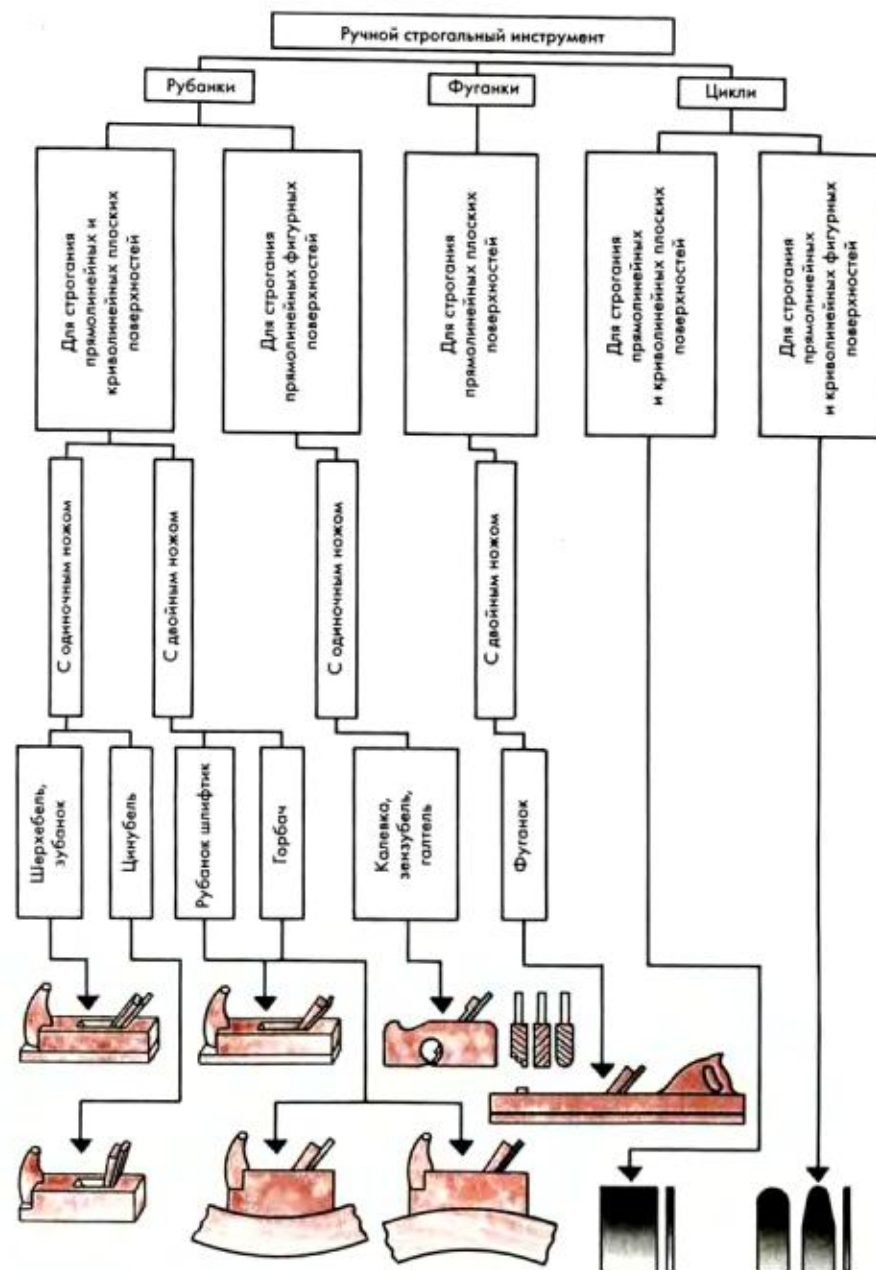 Ручной строгальный инструмент
Рубанки
Фуганки
Цикли
Для строгания
прямолинейных и
криволинейных плоских
поверхностей
Для строгания
прямолинейных фигурных
поверхностей
Для строгания
прямолинейных плоских
поверхностей
Для строгания
прямолинейных
и криволинейных плоских
поверхностей
Для строгания
прямолинейных
и криволинейных фигурных
поверхностей
С одиночным ножом
С двойным ножом
С одиночным ножом
С двойным ножом
Шерхебель,
зубанок
Цинубель
Рубанок шлифтик
Горбач
Калевка,
зензубель,
галтель
Фуганок